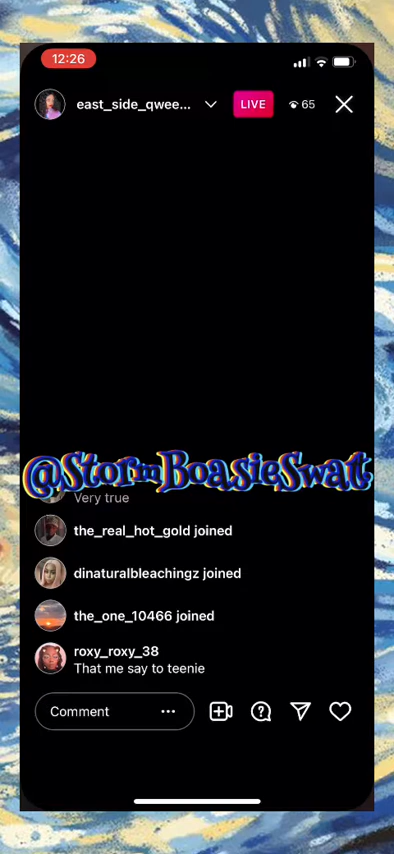 12:26
east_side_qwee...
LIVE
65
@StormBoasieSwat
Very true
the_real_hot_gold joined
dinaturalbleachingz joined
the_one_10466 joined
roxy_roxy_38
That me say to teenie
Comment